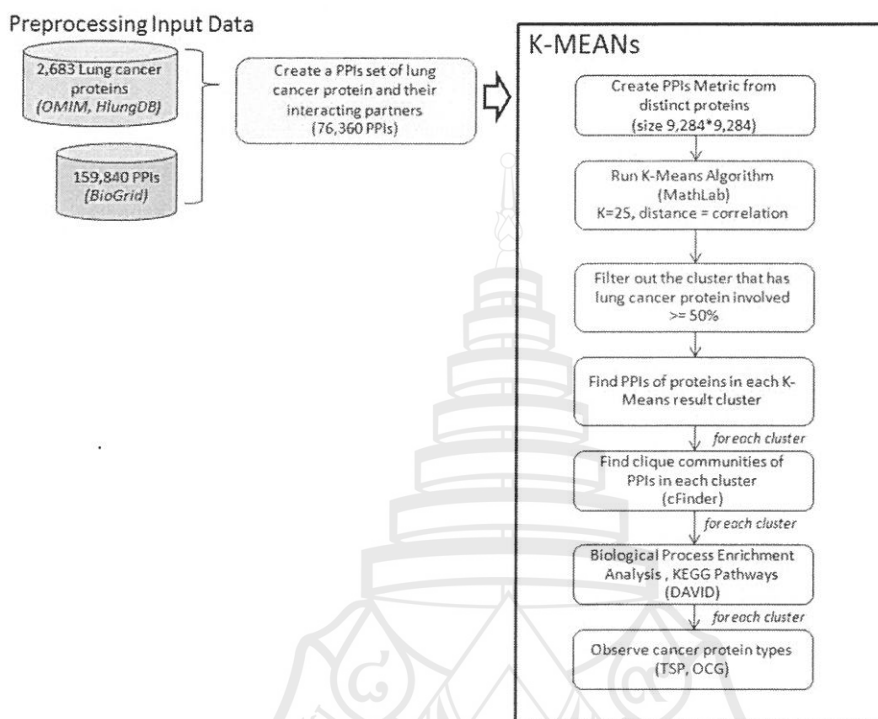 Preprocessing Input Data
2,683 Lung cancer
proteins
(OMIM, HlungDB)
159,840 PPIs
(BioGrid)
Create a PPIs set of lung
cancer protein and their
interacting partners
(76,360 PPIs)
K-MEANs
Create PPIs Metric from
distinct proteins
(size 9,284*9,284)
Run K-Means Algorithm
(MathLab)
K=25, distance = correlation
Filter out the cluster that has
lung cancer protein involved
>= 50%
Find PPIs of proteins in each K-
Means result cluster
for each cluster
Find clique communities of
PPIs in each cluster
(cFinder)
for each cluster
Biological Process Enrichment
Analysis , KEGG Pathways
(DAVID)
for each cluster
Observe cancer protein types
(TSP, OCG)